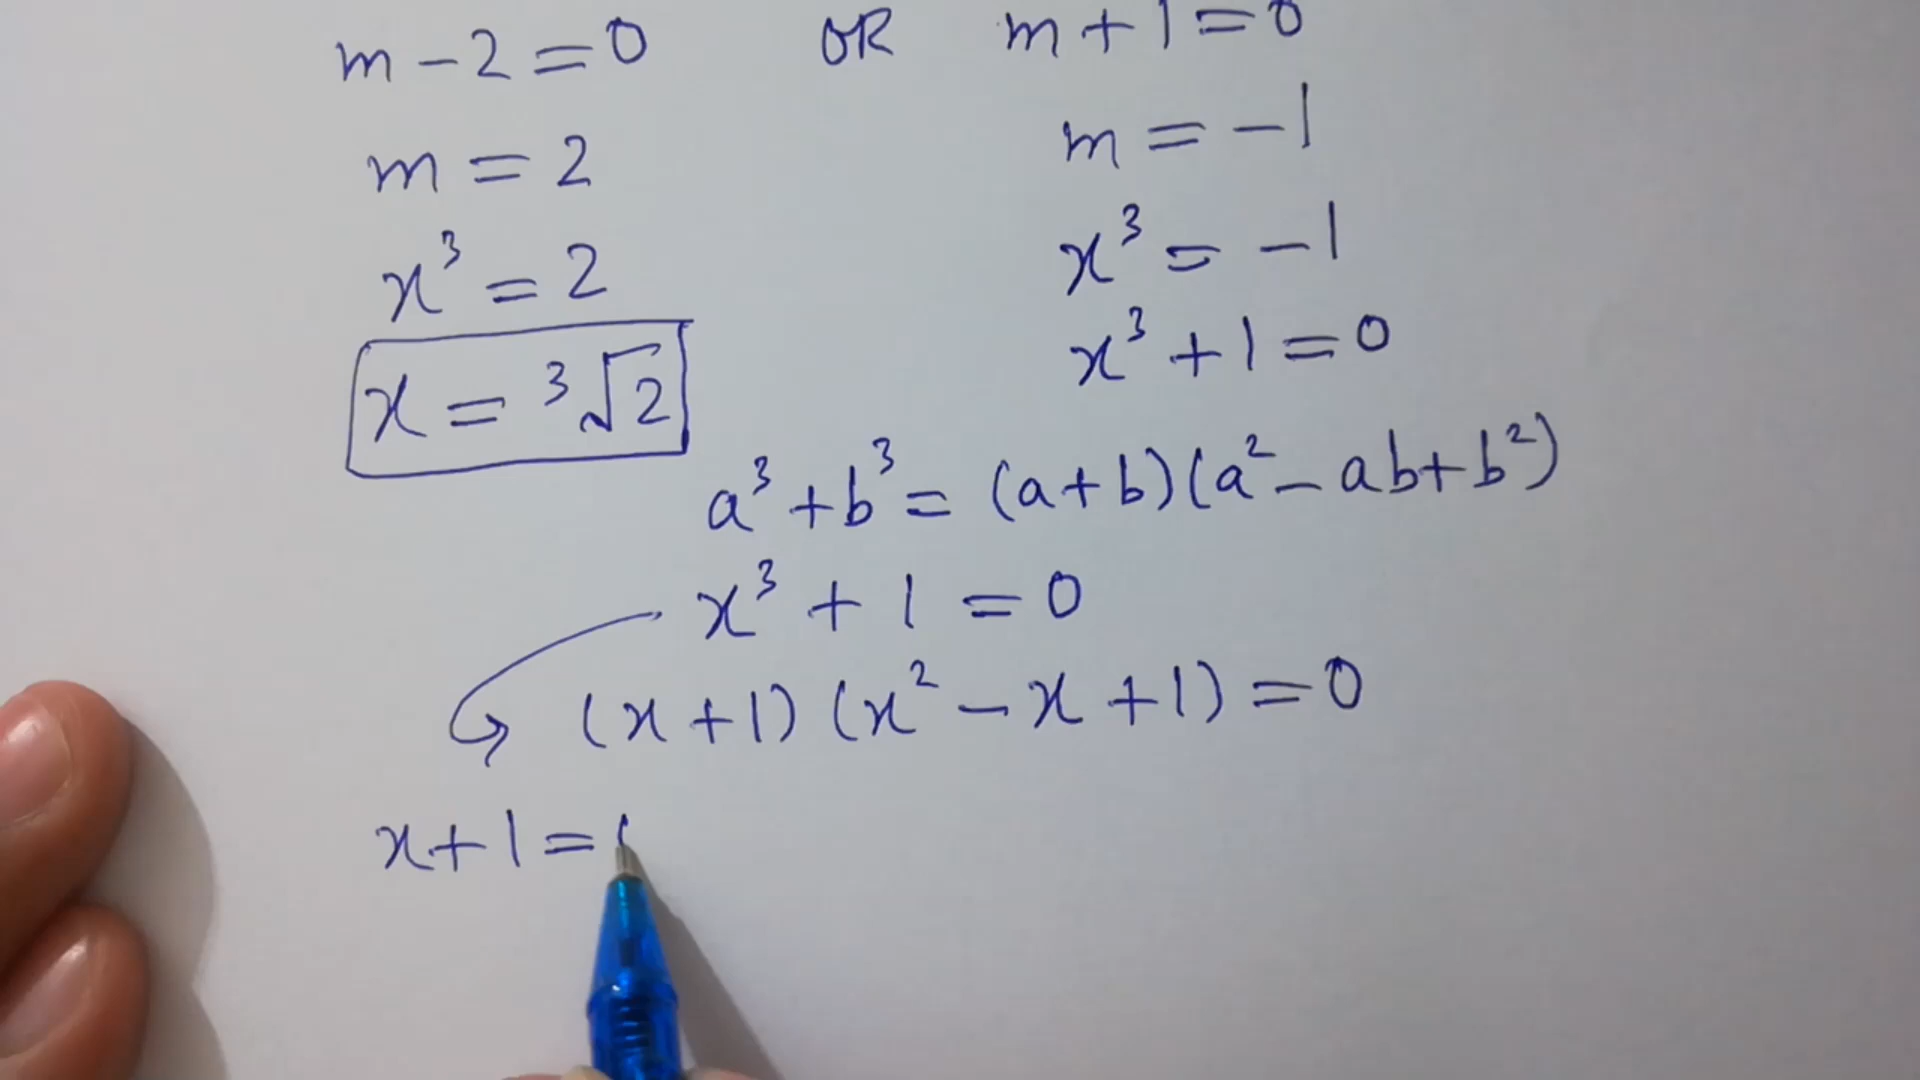 m - 2 = 0 OR m + 1 = 0
m = 2 m = -1
x³ = 2 x³ = -1
x = ³√2 x³ + 1 = 0
a³ + b³ = (a+b)(a² - ab + b²)
x³ + 1 = 0
(x+1)(x² - x + 1) = 0
x + 1 =